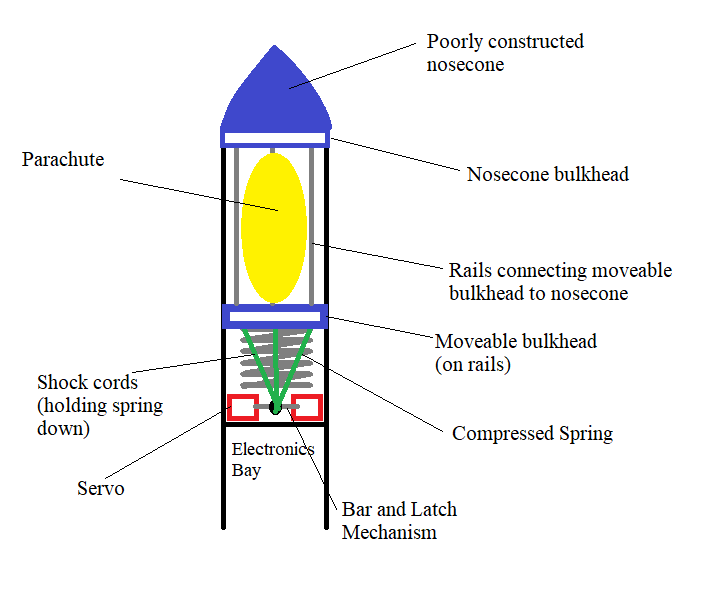 Poorly constructed
nosecone
Parachute
Nosecone bulkhead
Rails connecting moveable
bulkhead to nosecone
Moveable bulkhead
(on rails)
Shock cords
(holding spring
down)
Compressed Spring
Electronics
Bay
Servo
Bar and Latch
Mechanism